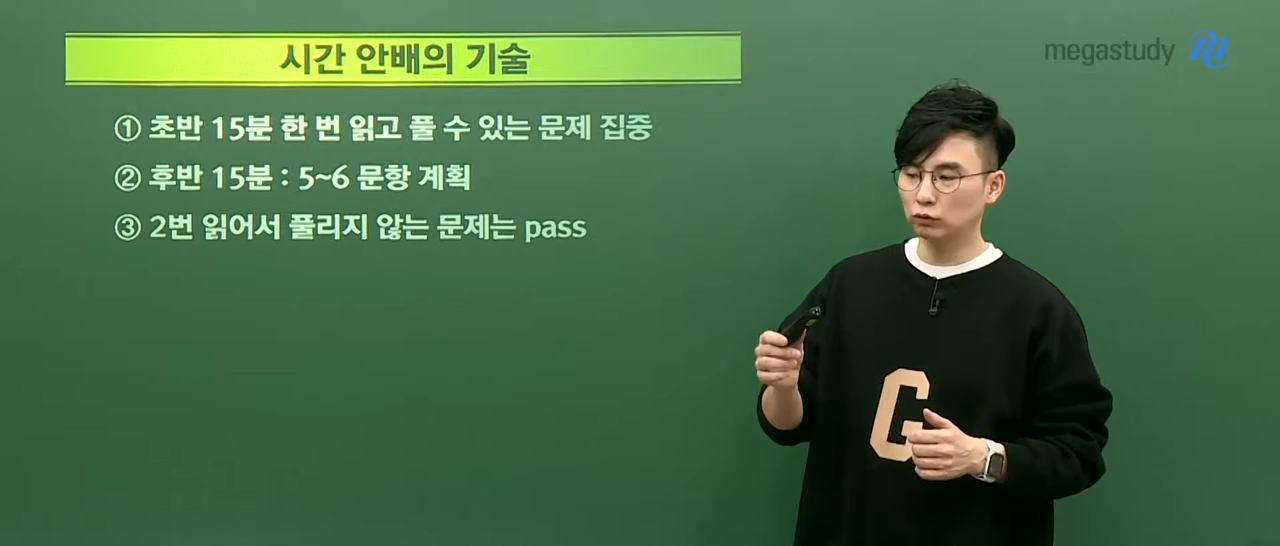 시간 안배의 기술
megastudy
① 초반 15분 한 번 읽고 풀 수 있는 문제 집중
② 후반 15분 : 5~6 문항 계획
③ 2번 읽어서 풀리지 않는 문제는 pass
G